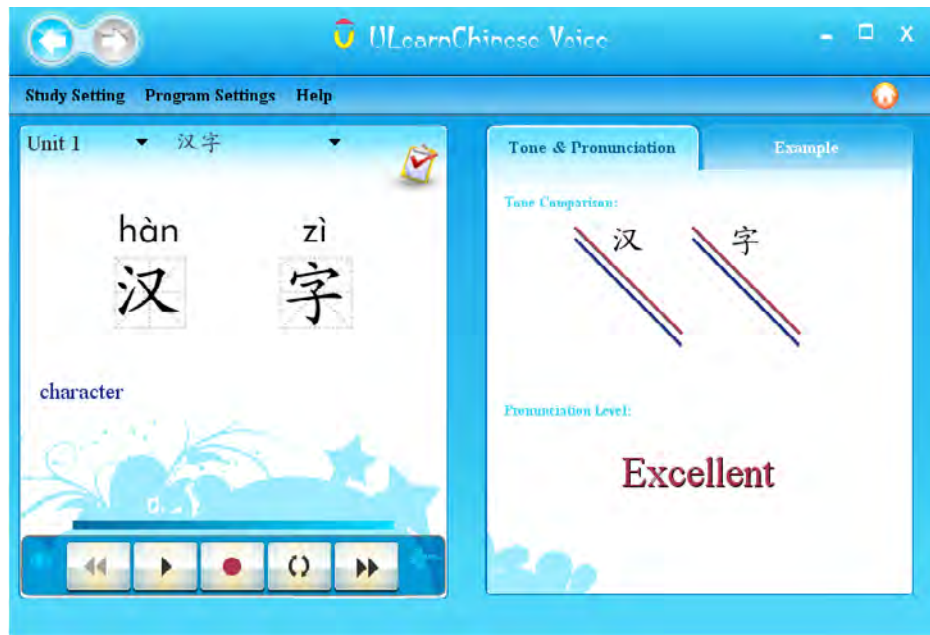 ULearnChinese Voice
Study Setting Program Settings Help
Unit 1 汉字
hàn zì
汉 字
character
Tone & Pronunciation Example
Tone Comparison:
汉 字
Pronunciation Level:
Excellent